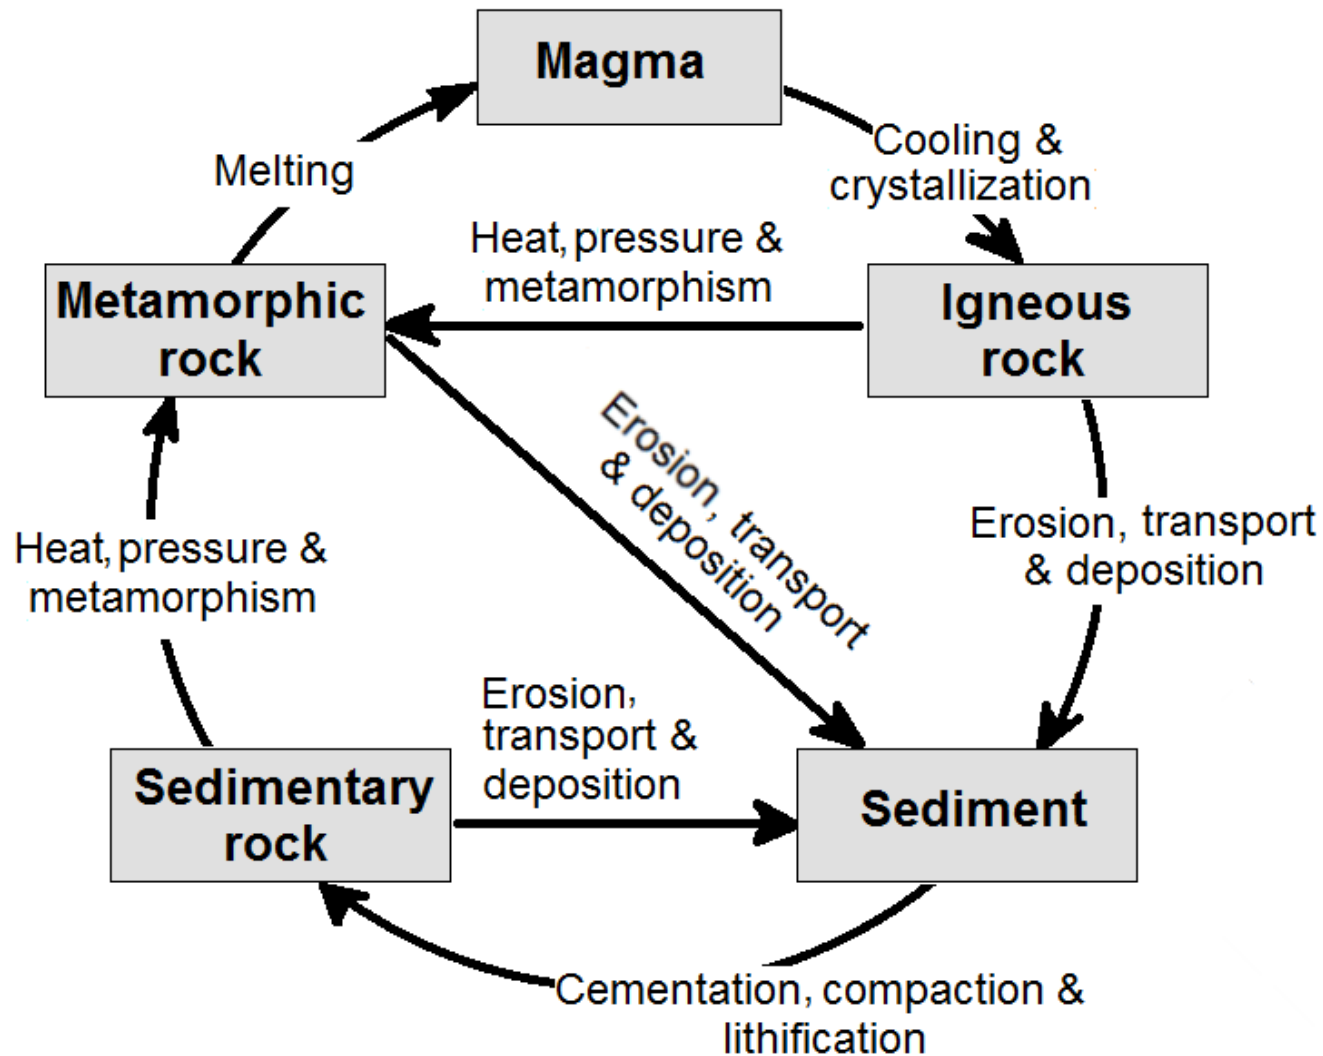 Magma
Cooling &
crystallization
Melting
Heat, pressure &
metamorphism
Metamorphic
rock
Igneous
rock
Erosion, transport
& deposition
Erosion, transport
& deposition
Heat, pressure &
metamorphism
Erosion,
transport &
deposition
Sedimentary
rock
Sediment
Cementation, compaction &
lithification